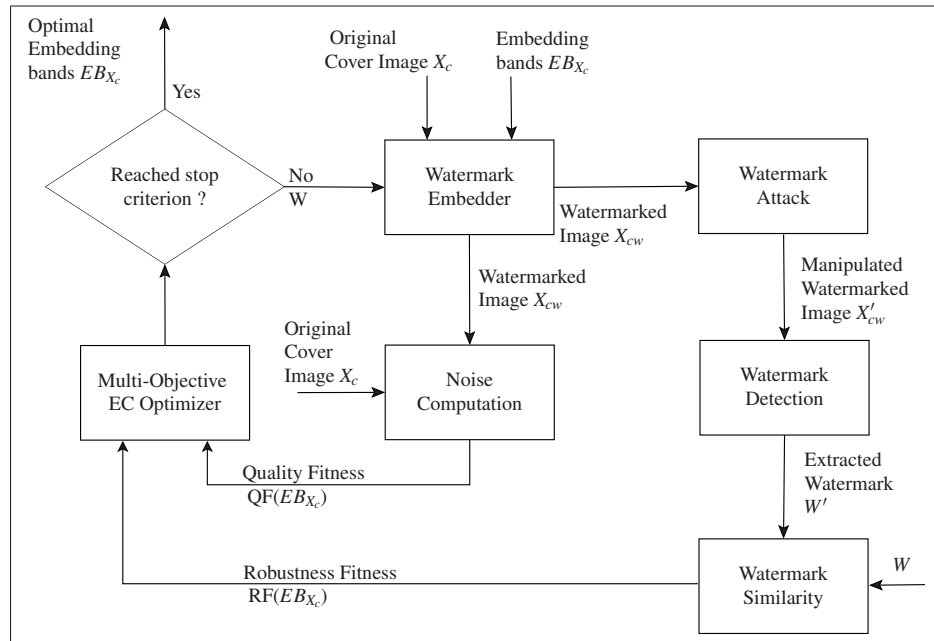 Optimal
Embedding
bands $EB_{X_c}$
Yes
Reached stop
criterion ?
No
W
Original
Cover Image $X_c$
Embedding
bands $EB_{X_c}$
Watermark
Embedder
Watermarked
Image $X_{cw}$
Watermark
Attack
Watermarked
Image $X_{cw}$
Manipulated
Watermarked
Image $X'_{cw}$
Original
Cover
Image $X_c$
Multi-Objective
EC Optimizer
Noise
Computation
Watermark
Detection
Quality Fitness
QF($EB_{X_c}$)
Extracted
Watermark
$W'$
Robustness Fitness
RF($EB_{X_c}$)
Watermark
Similarity
$W$